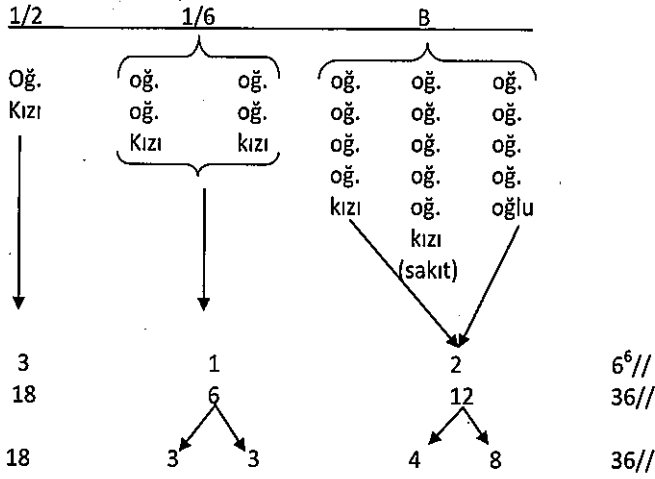 1/2 1/6 B
Oğ. oğ. oğ. oğ. oğ. oğ.
Kızı oğ. oğ. oğ. oğ. oğ.
Kızı kızı oğ. oğ. oğ.
oğ. oğ. oğ.
kızı oğ. oğlu
kızı
(sakıt)
3 1 2 6⁶//
18 6 12 36//
18 3 3 4 8 36//